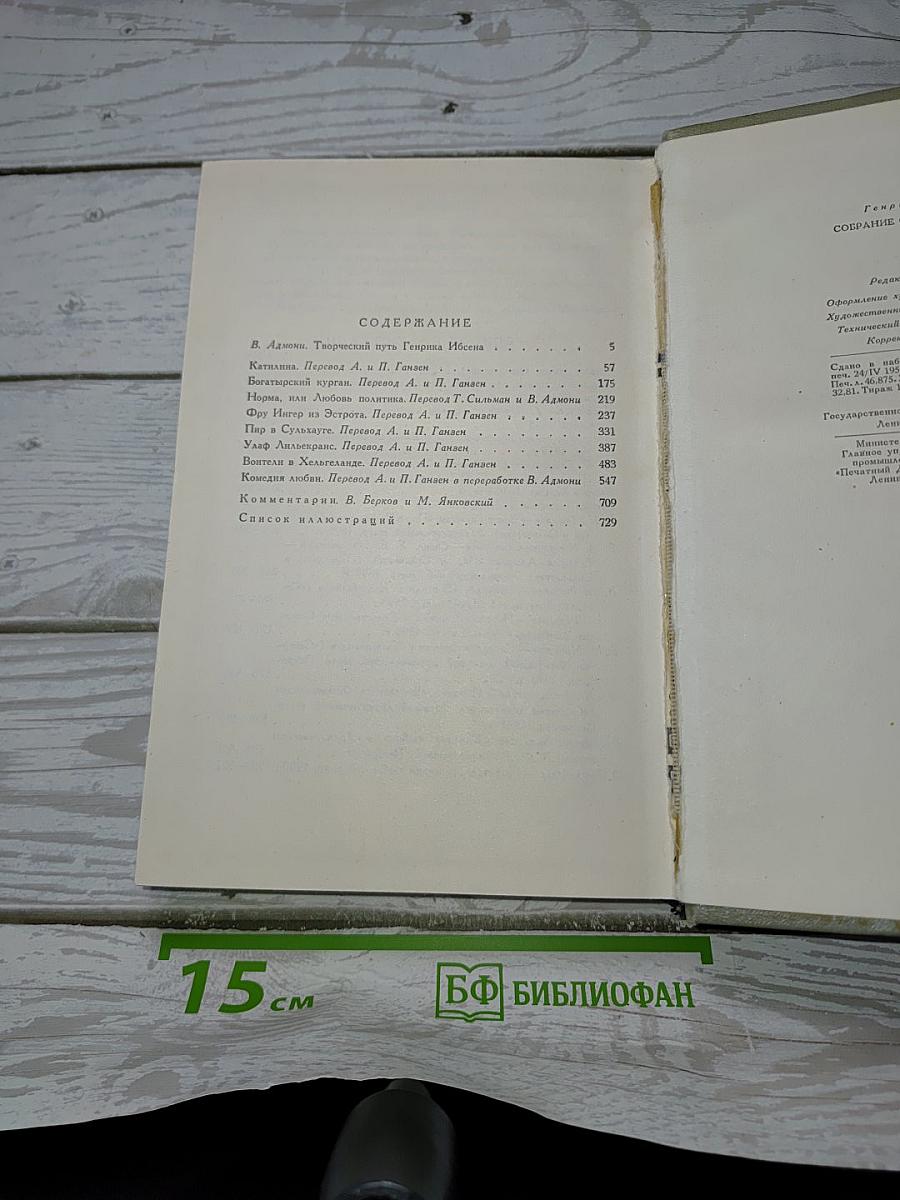 СОДЕРЖАНИЕ
В. Адмони. Творческий путь Генрика Ибсена . . . . . . . 5
Катилина. Перевод А. и П. Ганзен . . . . . . . . . . . 57
Богатырский курган. Перевод А. и П. Ганзен . . . . . . . 175
Норма, или Любовь политика. Перевод Т. Сильман и В. Адмони 219
Фру Ингер из Эстрота. Перевод А. и П. Ганзен . . . . . . 237
Пир в Сульхауге. Перевод А. и П. Ганзен . . . . . . . . 331
Улаф Лильекранс. Перевод А. и П. Ганзен . . . . . . . . 387
Воители в Хельгеланде. Перевод А. и П. Ганзен . . . . . . 483
Комедия любви. Перевод А. и П. Ганзен в переработке В. Адмони 547
Комментарии. В. Берков и М. Янковский . . . . . . 709
Список иллюстраций . . . . . . . . . . . . . 729
СОБРАНИЕ
Оформление
Технический
Сдано в
печ. 24/IV 195
Печ. л. 46.875.
32,81. Тираж
Главное
«Печатный
15 см
БФ БИБЛИОФАН